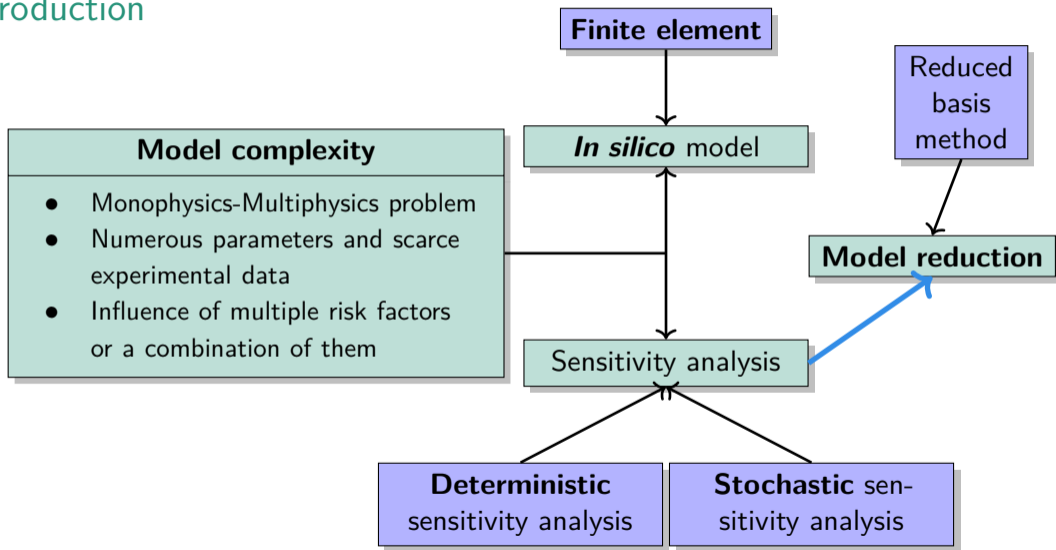 roduction
Finite element
Reduced
basis
method
Model complexity
In silico model
● Monophysics-Multiphysics problem
● Numerous parameters and scarce
experimental data
● Influence of multiple risk factors
or a combination of them
Model reduction
Sensitivity analysis
Deterministic
sensitivity analysis
Stochastic sen-
sitivity analysis